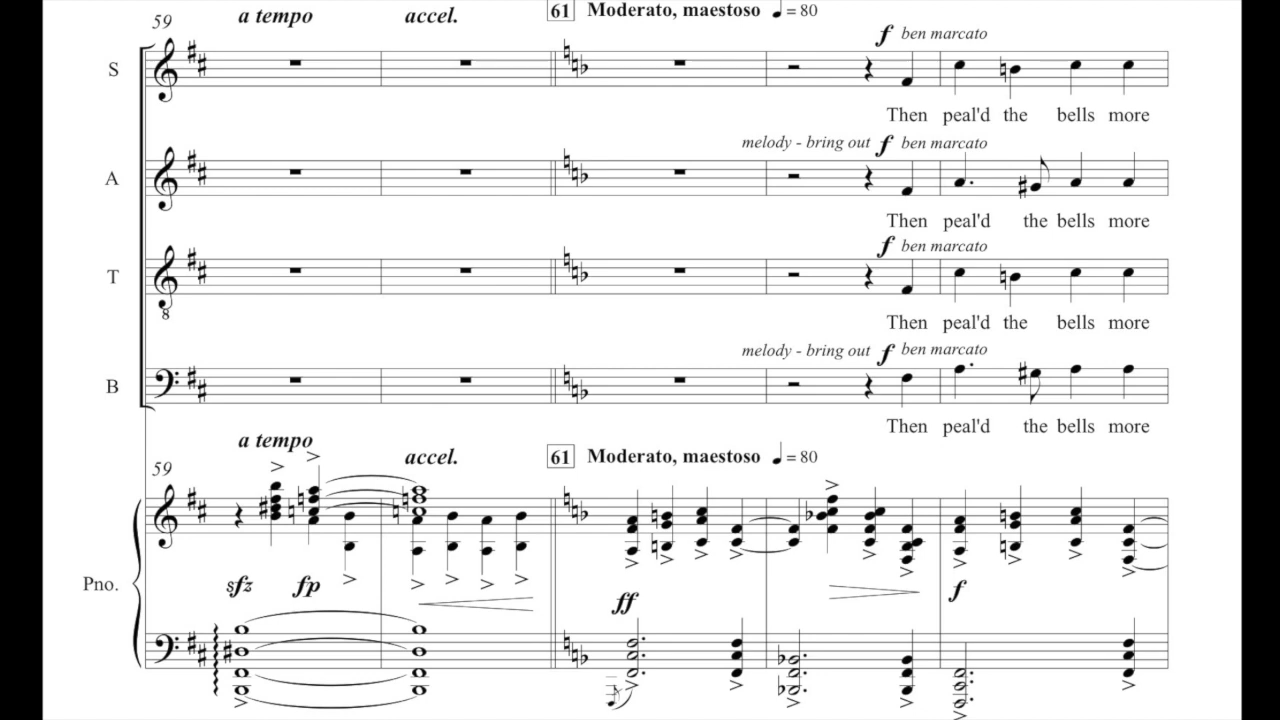 59 a tempo accel. 61 Moderato, maestoso ♩ = 80
f ben marcato
S
Then peal'd the bells more
melody - bring out f ben marcato
A
Then peal'd the bells more
f ben marcato
T
8
Then peal'd the bells more
melody - bring out f ben marcato
B
Then peal'd the bells more
59 a tempo accel. 61 Moderato, maestoso ♩ = 80
Pno.
sfz fp ff f